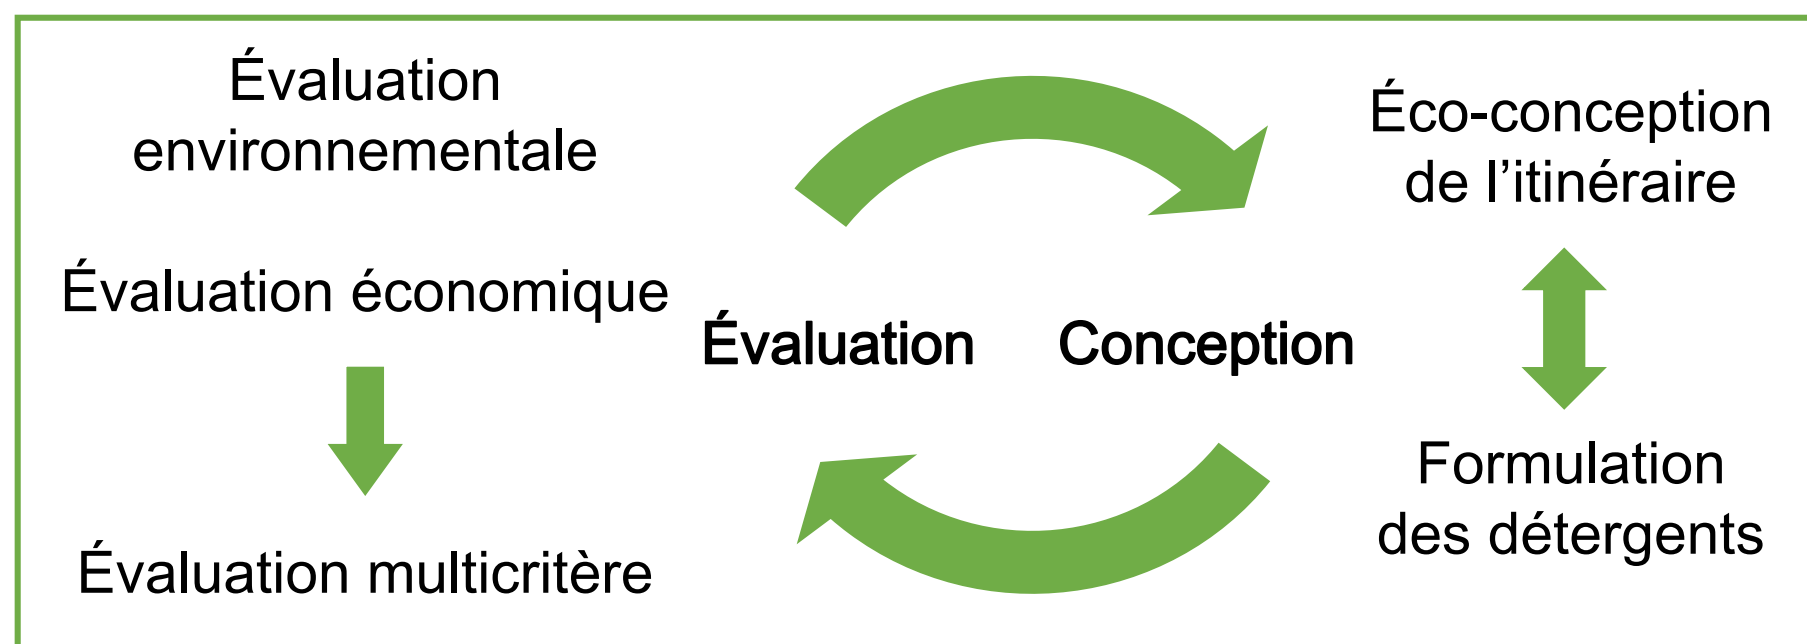 Évaluation
environnementale
Évaluation économique
Évaluation multicritère
Évaluation
Conception
Éco-conception
de l’itinéraire
Formulation
des détergents